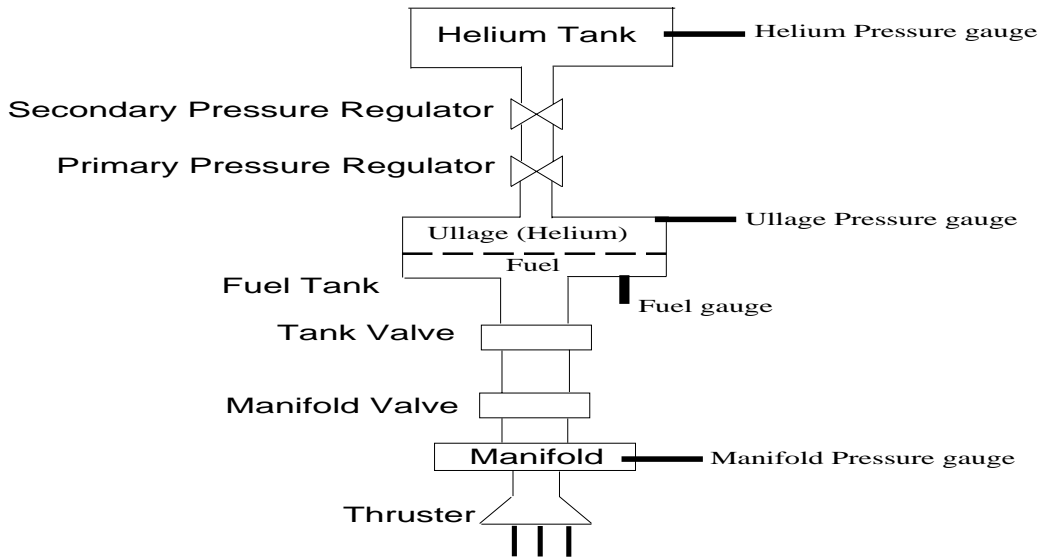 Helium Tank
Helium Pressure gauge
Secondary Pressure Regulator
Primary Pressure Regulator
Ullage Pressure gauge
Ullage (Helium)
Fuel
Fuel Tank
Fuel gauge
Tank Valve
Manifold Valve
Manifold
Manifold Pressure gauge
Thruster